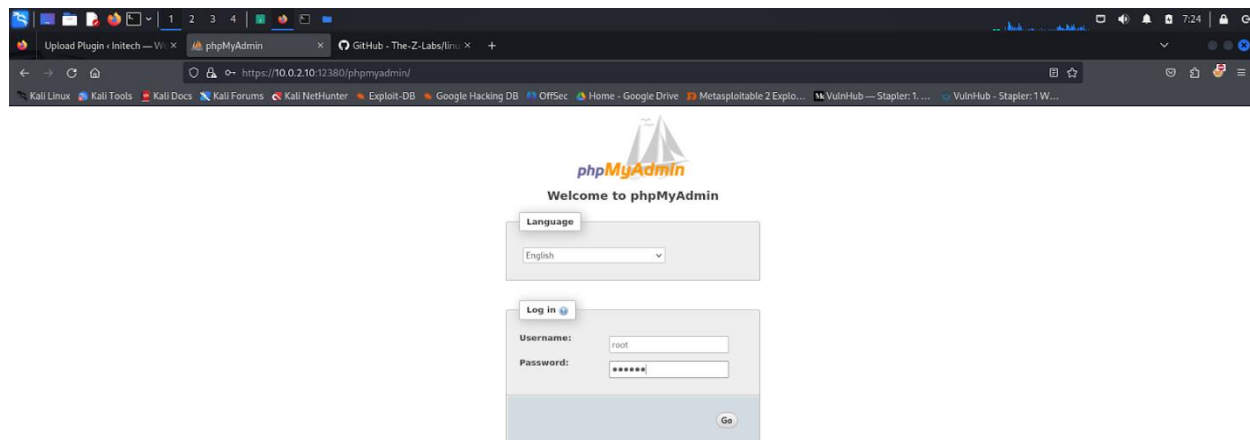 1 2 3 4
7:24
Upload Plugin ‹ Initech — W
phpMyAdmin
GitHub - The-Z-Labs/linu
https://10.0.2.10:12380/phpmyadmin/
Kali Linux Kali Tools Kali Docs Kali Forums Kali NetHunter Exploit-DB Google Hacking DB OffSec Home - Google Drive Metasploitable 2 Explo... VulnHub — Stapler: 1. ... VulnHub - Stapler: 1 W...
phpMyAdmin
Welcome to phpMyAdmin
Language
English
Log in
Username: root
Password: ••••••
Go